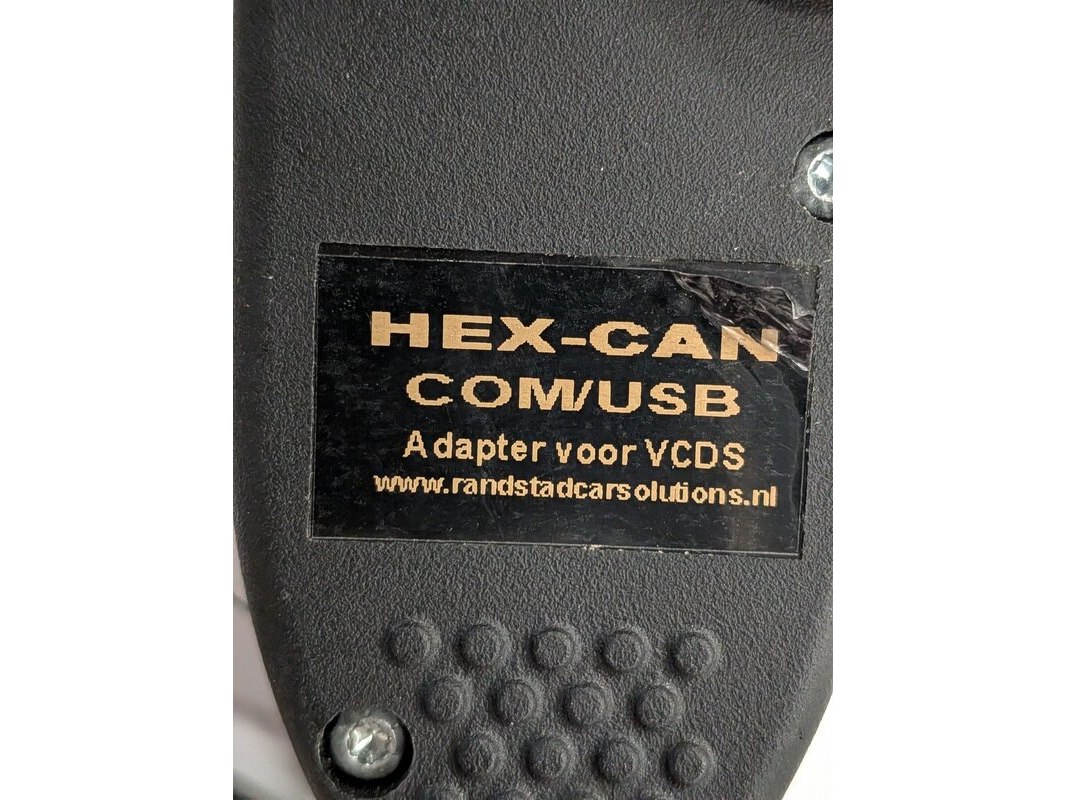 HEX-CAN
COM/USB
Adapter voor VCDS
www.randstadcarsolutions.nl